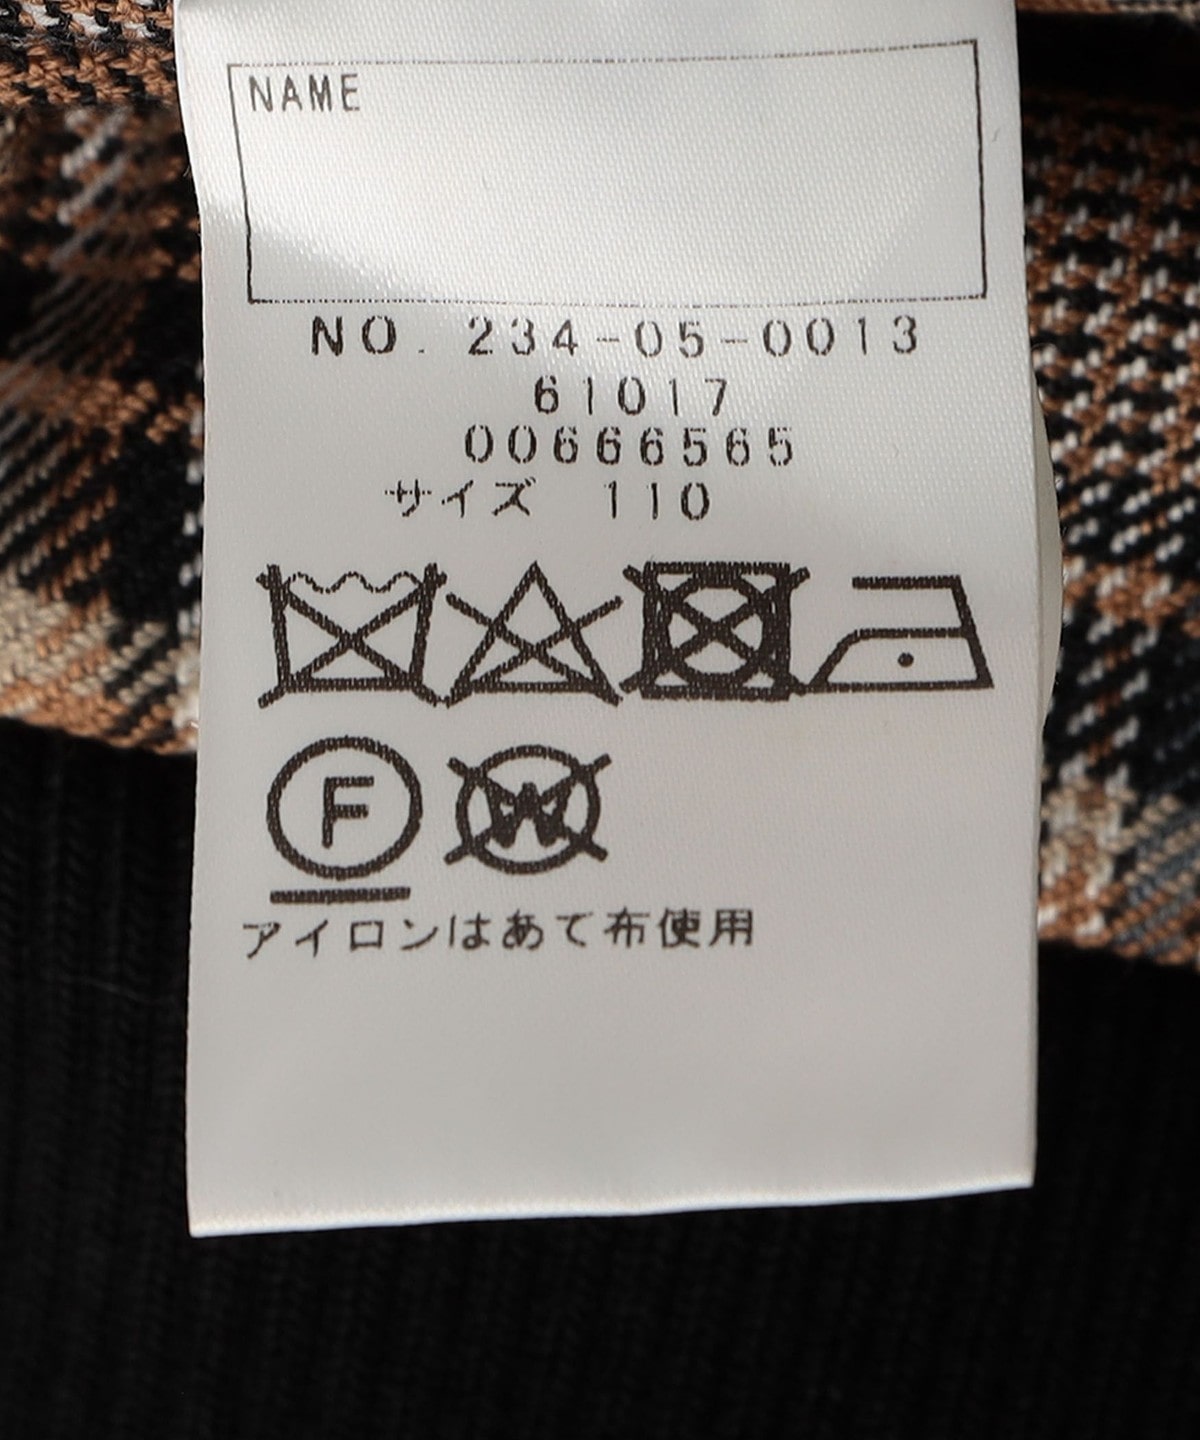 NAME
NO. 234-05-0013
61017
00666565
サイズ 110
F W
アイロンはあて布使用